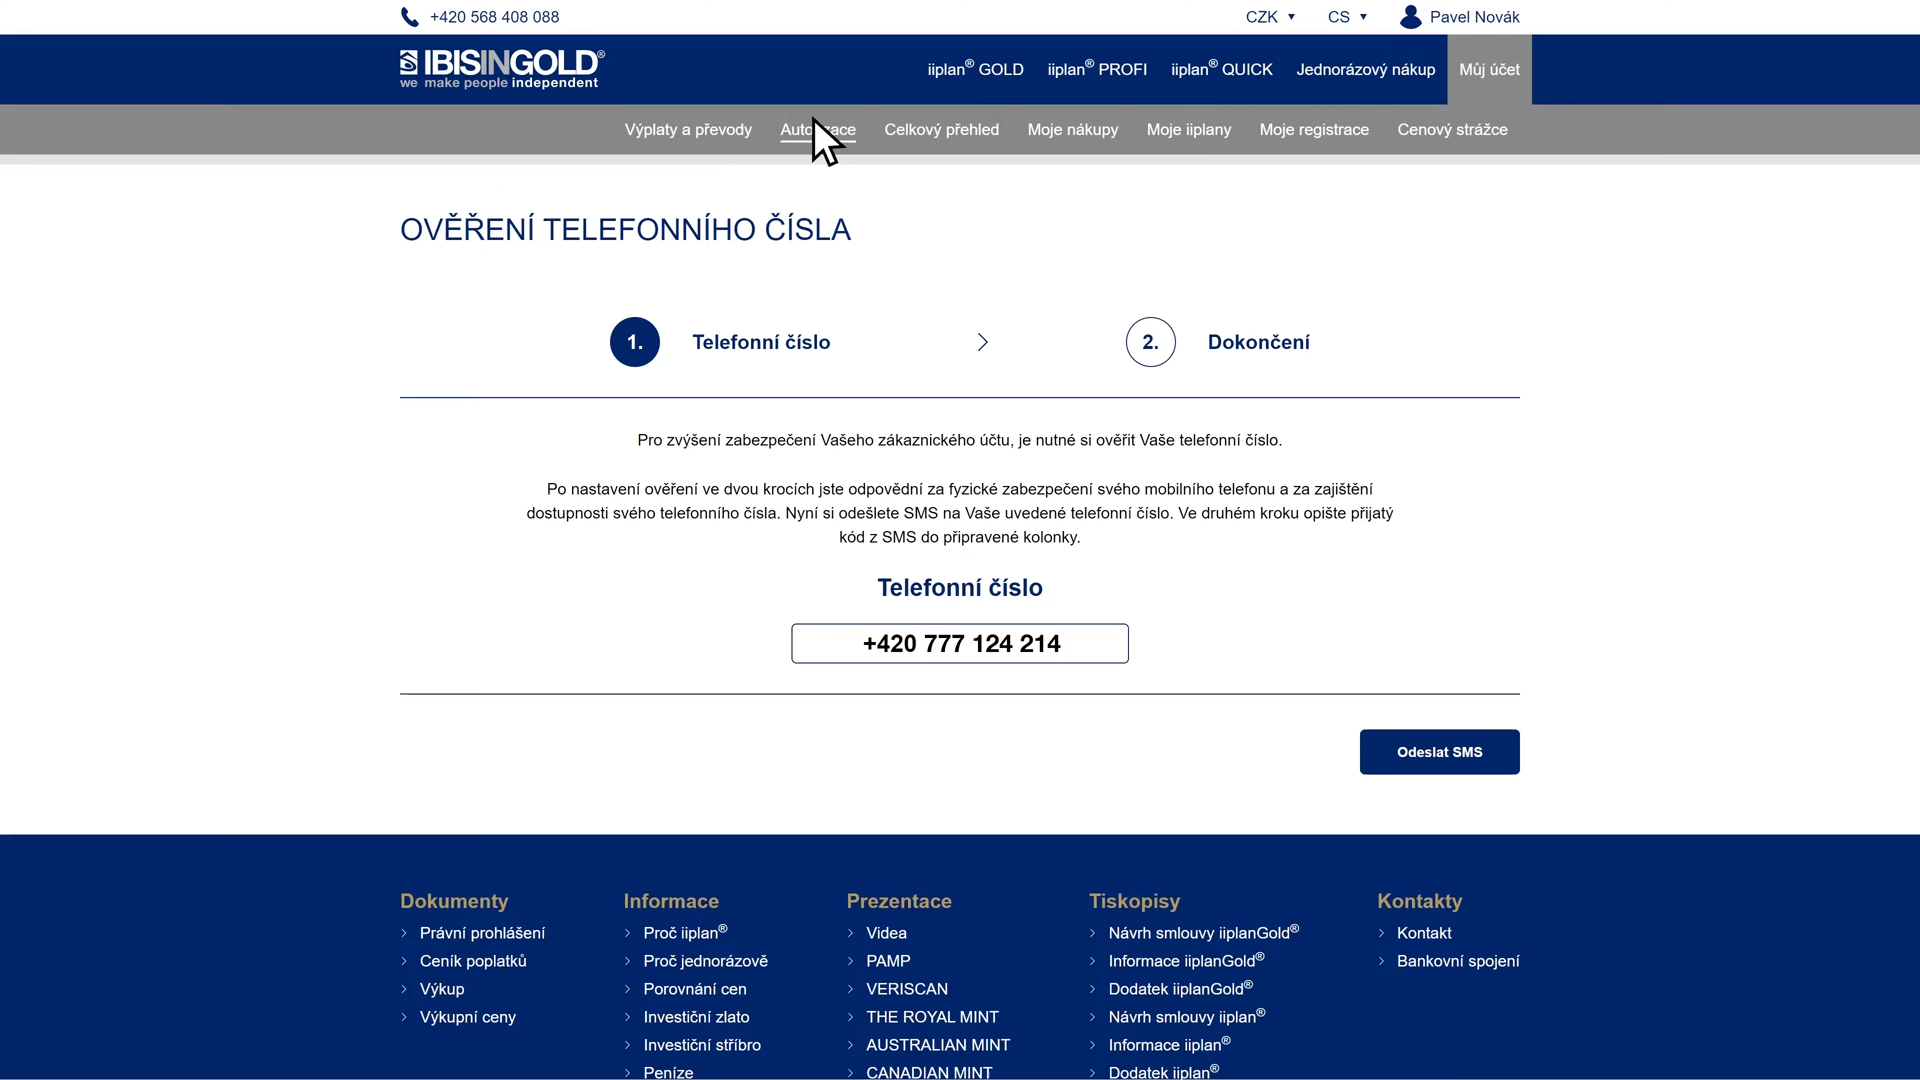 +420 568 408 088
CZK ▼
CS ▼
Pavel Novák
IBISINGOLD®
we make people independent
iiplan® GOLD
iiplan® PROFI
iiplan® QUICK
Jednorázový nákup
Můj účet
Výplaty a převody
Celkový přehled
Moje nákupy
Moje iiplany
Moje registrace
Cenový strážce
OVĚŘENÍ TELEFONNÍHO ČÍSLA
1. Telefonní číslo
2. Dokončení
Pro zvýšení zabezpečení Vašeho zákaznického účtu, je nutné si ověřit Vaše telefonní číslo.
Po nastavení ověření ve dvou krocích jste odpovědní za fyzické zabezpečení svého mobilního telefonu a za zajištění
dostupnosti svého telefonního čísla. Nyní si odešlete SMS na Vaše uvedené telefonní číslo. Ve druhém kroku opište přijatý
kód z SMS do připravené kolonky.
Telefonní číslo
+420 777 124 214
Odeslat SMS
Dokumenty
Právní prohlášení
Ceník poplatků
Výkup
Výkupní ceny
Informace
Proč iiplan®
Proč jednorázově
Porovnání cen
Investiční zlato
Investiční stříbro
Peníze
Prezentace
Videa
PAMP
VERISCAN
THE ROYAL MINT
AUSTRALIAN MINT
CANADIAN MINT
Tiskopisy
Návrh smlouvy iiplanGold®
Informace iiplanGold®
Dodatek iiplanGold®
Návrh smlouvy iiplan®
Informace iiplan®
Dodatek iiplan®
Kontakty
Kontakt
Bankovní spojení